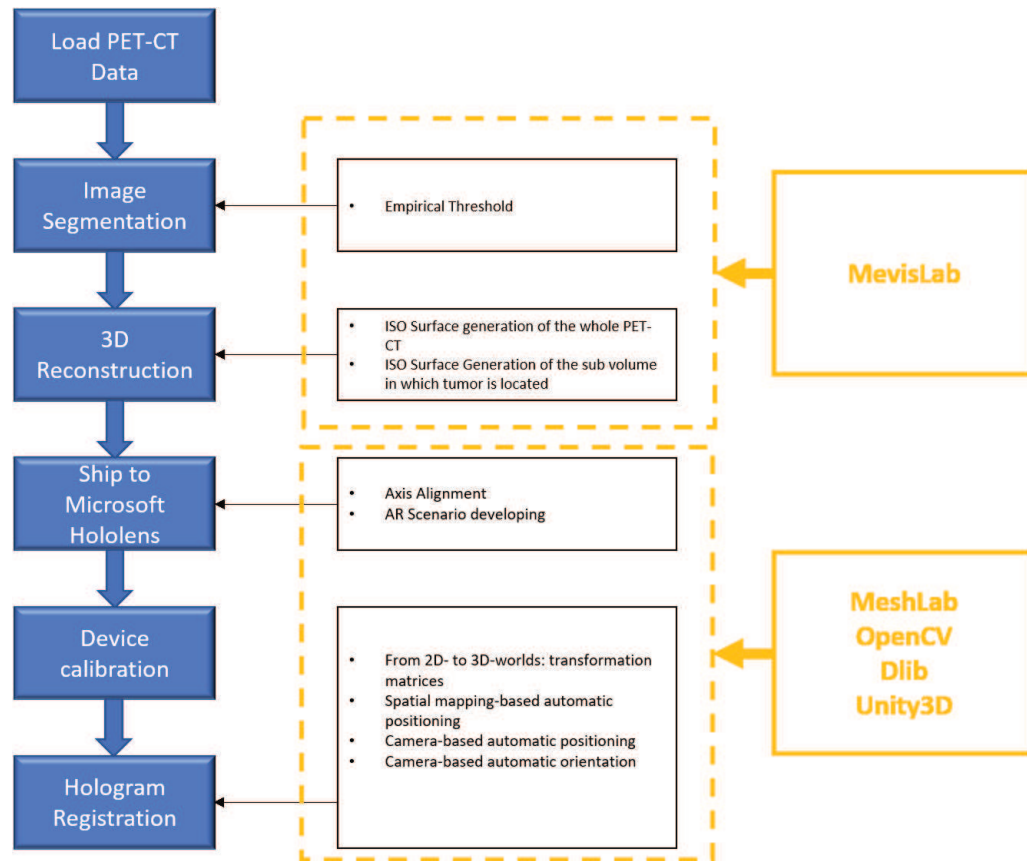 Load PET-CT
Data
Image
Segmentation
• Empirical Threshold
MevisLab
3D
Reconstruction
• ISO Surface generation of the whole PET-
CT
• ISO Surface Generation of the sub volume
in which tumor is located
Ship to
Microsoft
Hololens
• Axis Alignment
• AR Scenario developing
Device
calibration
• From 2D- to 3D-worlds: transformation
matrices
• Spatial mapping-based automatic
positioning
• Camera-based automatic positioning
• Camera-based automatic orientation
MeshLab
OpenCV
Dlib
Unity3D
Hologram
Registration